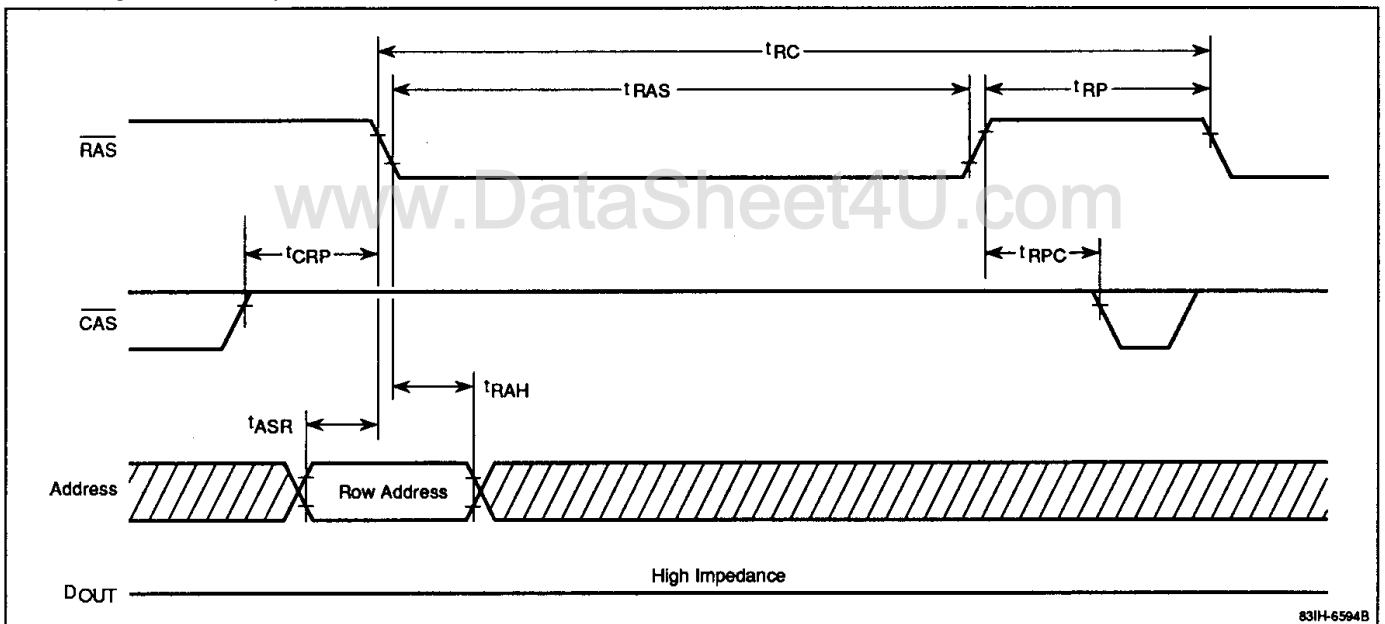 tRC
tRAS
tRP
RAS
www.DataSheet4U.com
tCRP
tRPC
CAS
tRAH
tASR
Address
Row Address
High Impedance
DOUT
83IH-6594B